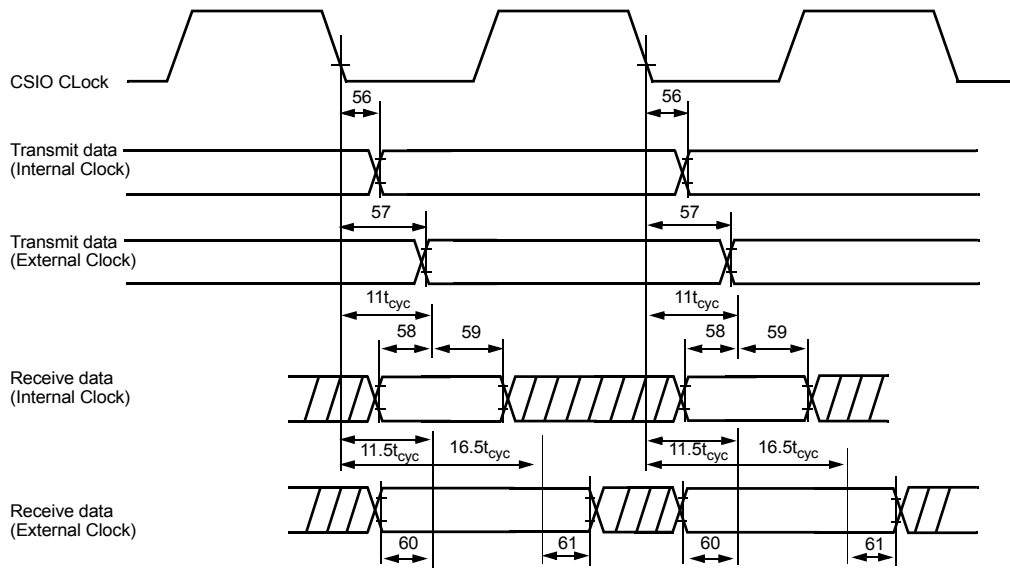 CSIO CLock
56 56
Transmit data
(Internal Clock)
57 57
Transmit data
(External Clock)
11tcyc 11tcyc
58 59 58 59
Receive data
(Internal Clock)
11.5tcyc 16.5tcyc 11.5tcyc 16.5tcyc
Receive data
(External Clock)
60 61 60 61